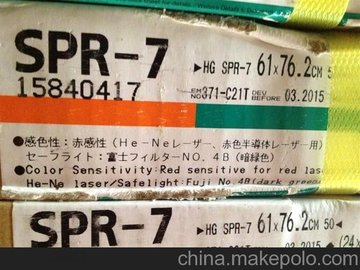 SPR-7
▶HG SPR-7 61×76.2CM 50◀
15840417
EM NO 371-C21T DEV BEFORE 03.2015
●感色性：赤感性（He-Neレーザー、赤色半導体レーザー用）
セーフライト：富士フィルターNO. 4B（暗緑色）
●Color Sensitivity:Red sensitive for red
He-Ne laser/Safelight:Fuji No.4B(dark
SPR-7
▶HG SPR-7 61×76.2CM 50◀
china.makepolo.com